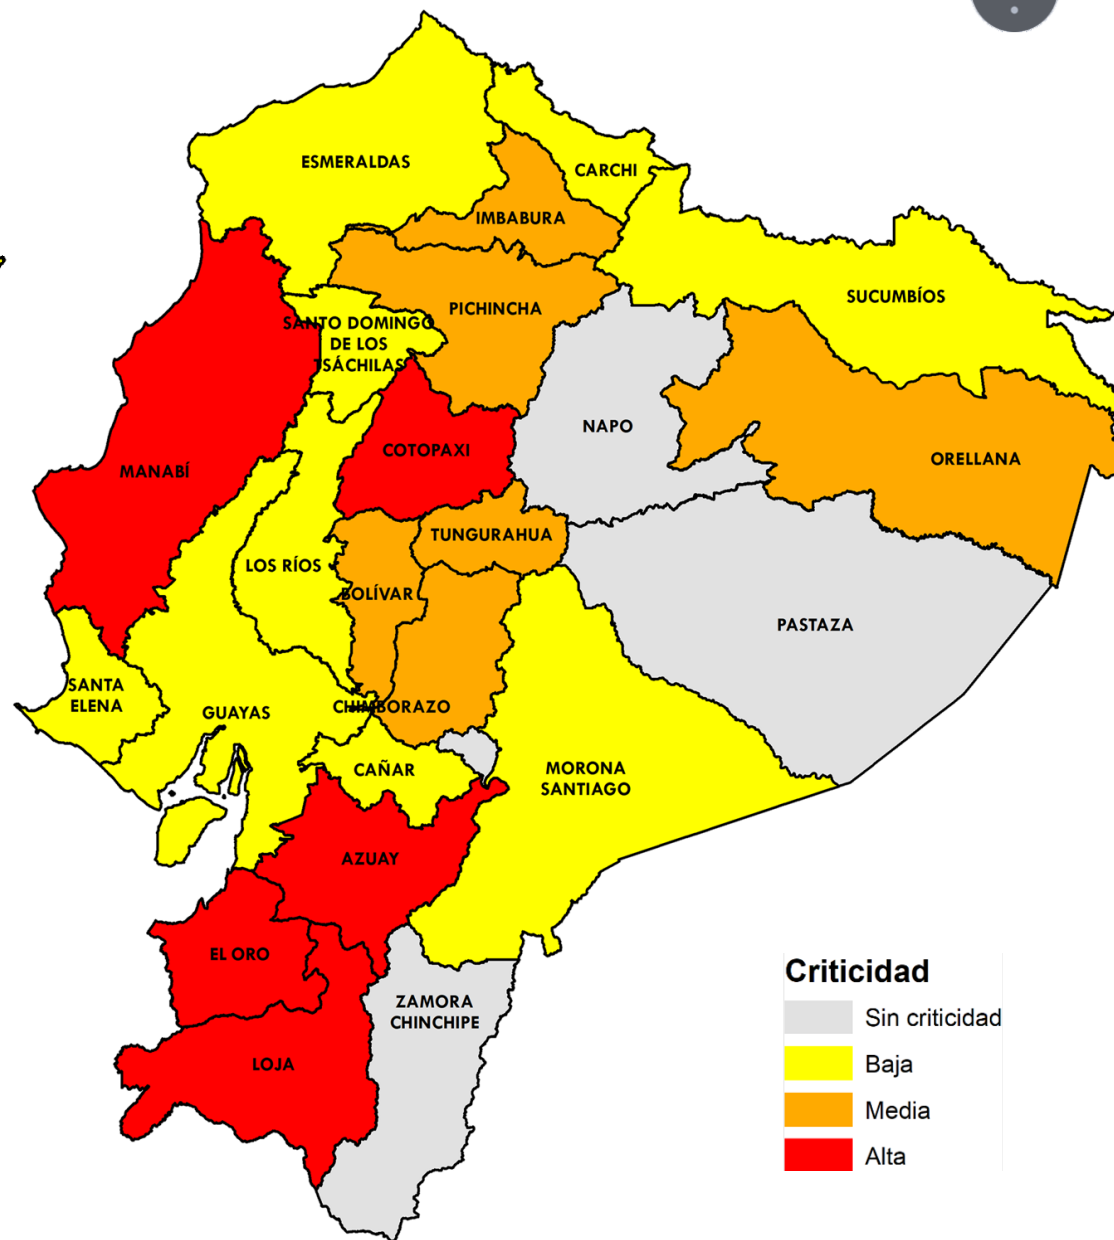 ESMERALDAS
CARCHI
IMBABURA
SUCUMBÍOS
PICHINCHA
SANTO DOMINGO
DE LOS
TSÁCHILAS
NAPO
COTOPAXI
ORELLANA
MANABÍ
TUNGURAHUA
LOS RÍOS
BOLÍVAR
PASTAZA
SANTA
ELENA
GUAYAS
CHIMBORAZO
CAÑAR
MORONA
SANTIAGO
AZUAY
EL ORO
ZAMORA
CHINCHIPE
LOJA
Criticidad
Sin criticidad
Baja
Media
Alta